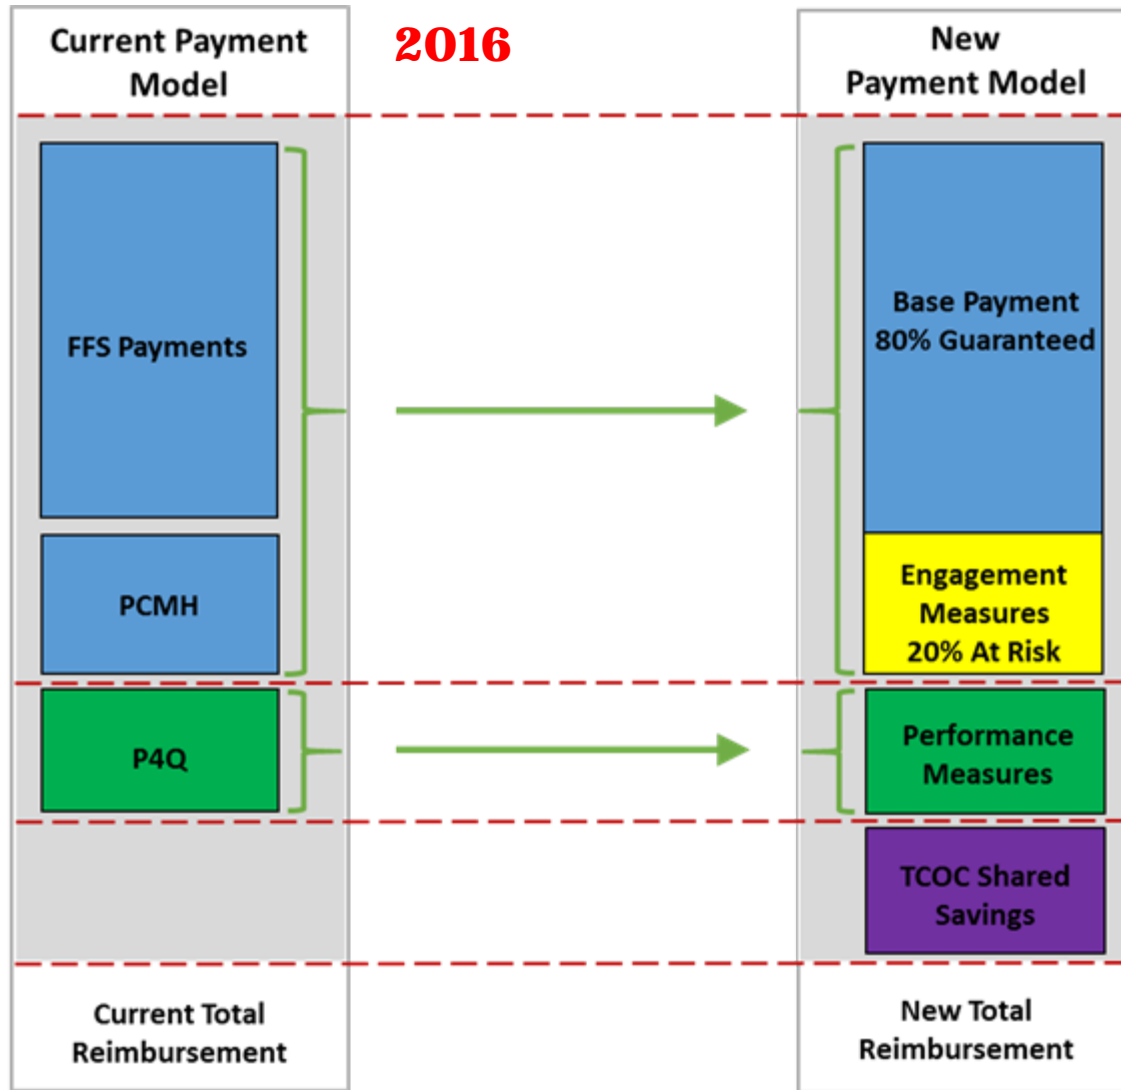 Current Payment
Model
2016
New
Payment Model
FFS Payments
PCMH
P4Q
Base Payment
80% Guaranteed
Engagement
Measures
20% At Risk
Performance
Measures
TCOC Shared
Savings
Current Total
Reimbursement
New Total
Reimbursement